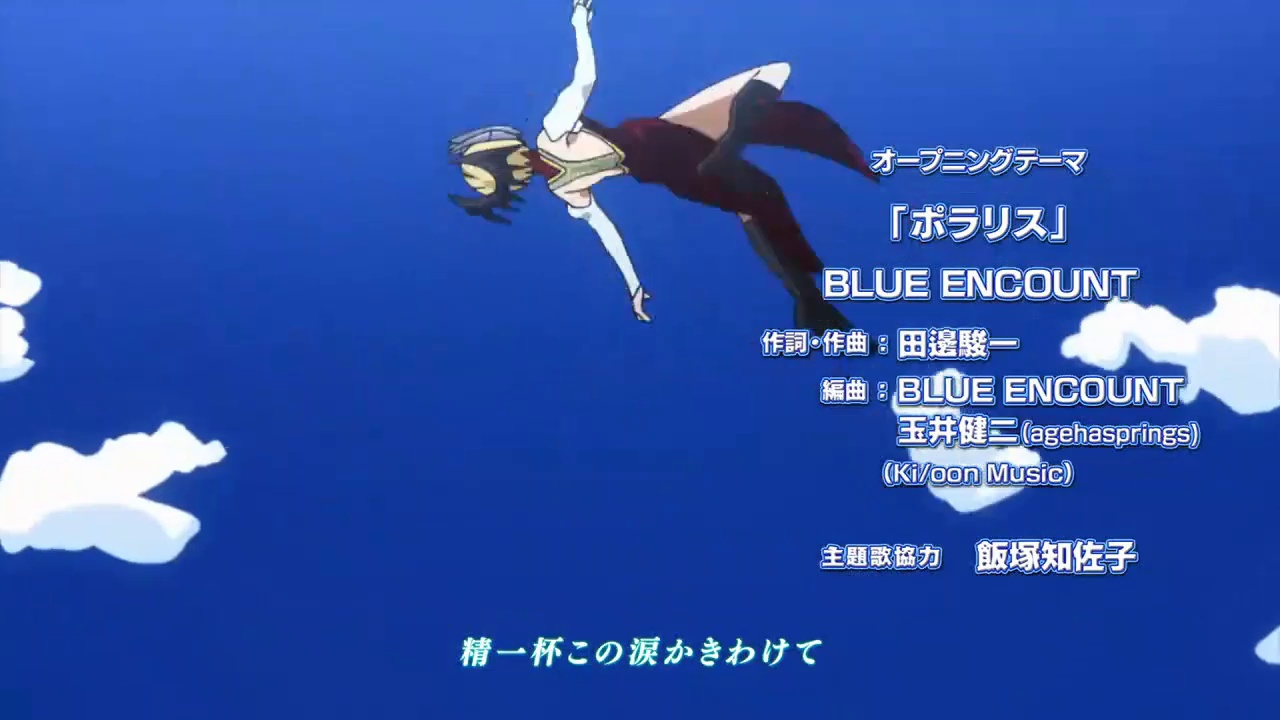 オープニングテーマ
「ポラリス」
BLUE ENCOUNT
作詞・作曲：田邊駿一
編曲：BLUE ENCOUNT
玉井健二(agehasprings)
(Ki/oon Music)
主題歌協力 飯塚知佐子
精一杯この涙かきわけて